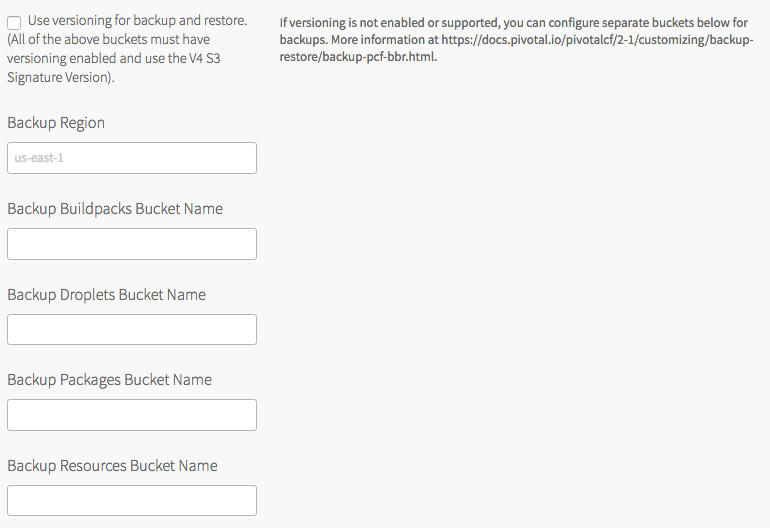 Use versioning for backup and restore.
(All of the above buckets must have
versioning enabled and use the V4 S3
Signature Version).
If versioning is not enabled or supported, you can configure separate buckets below for
backups. More information at https://docs.pivotal.io/pivotalcf/2-1/customizing/backup-
restore/backup-pcf-bbr.html.
Backup Region
us-east-1
Backup Buildpacks Bucket Name
Backup Droplets Bucket Name
Backup Packages Bucket Name
Backup Resources Bucket Name